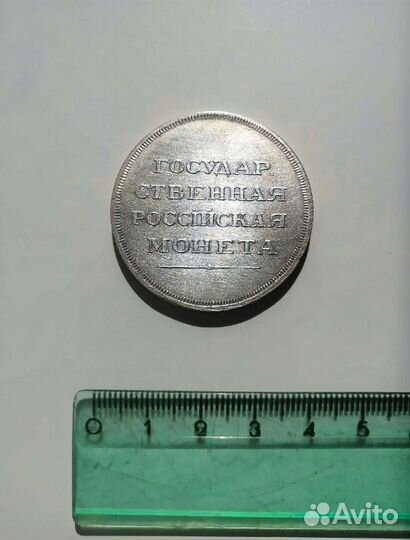 ГОСУДАР
СТВЕННАЯ
РОССІЙСКАЯ
МОНЕТА
0 1 2 3 4 5
Avito